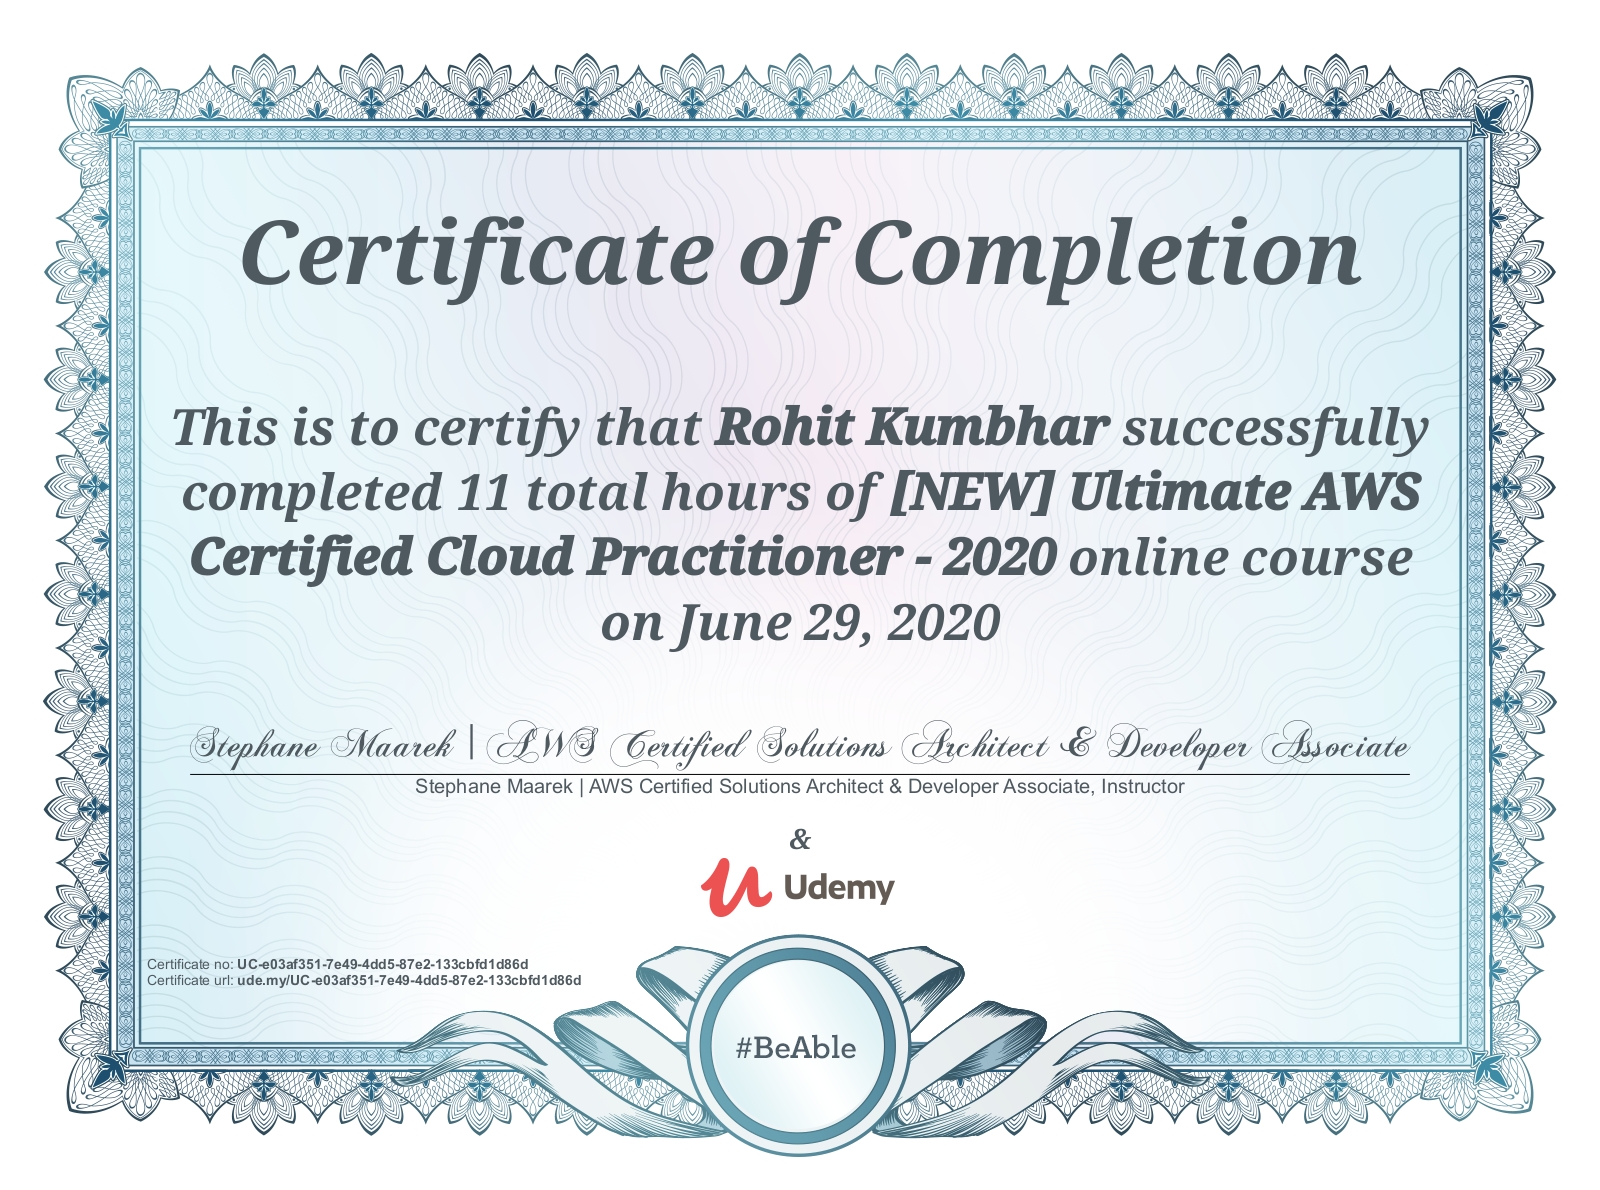 Certificate of Completion
This is to certify that Rohit Kumbhar successfully
completed 11 total hours of [NEW] Ultimate AWS
Certified Cloud Practitioner - 2020 online course
on June 29, 2020
Stephane Maarek | AWS Certified Solutions Architect & Developer Associate
Stephane Maarek | AWS Certified Solutions Architect & Developer Associate, Instructor
&
Udemy
Certificate no: UC-e03af351-7e49-4dd5-87e2-133cbfd1d86d
Certificate url: ude.my/UC-e03af351-7e49-4dd5-87e2-133cbfd1d86d
#BeAble